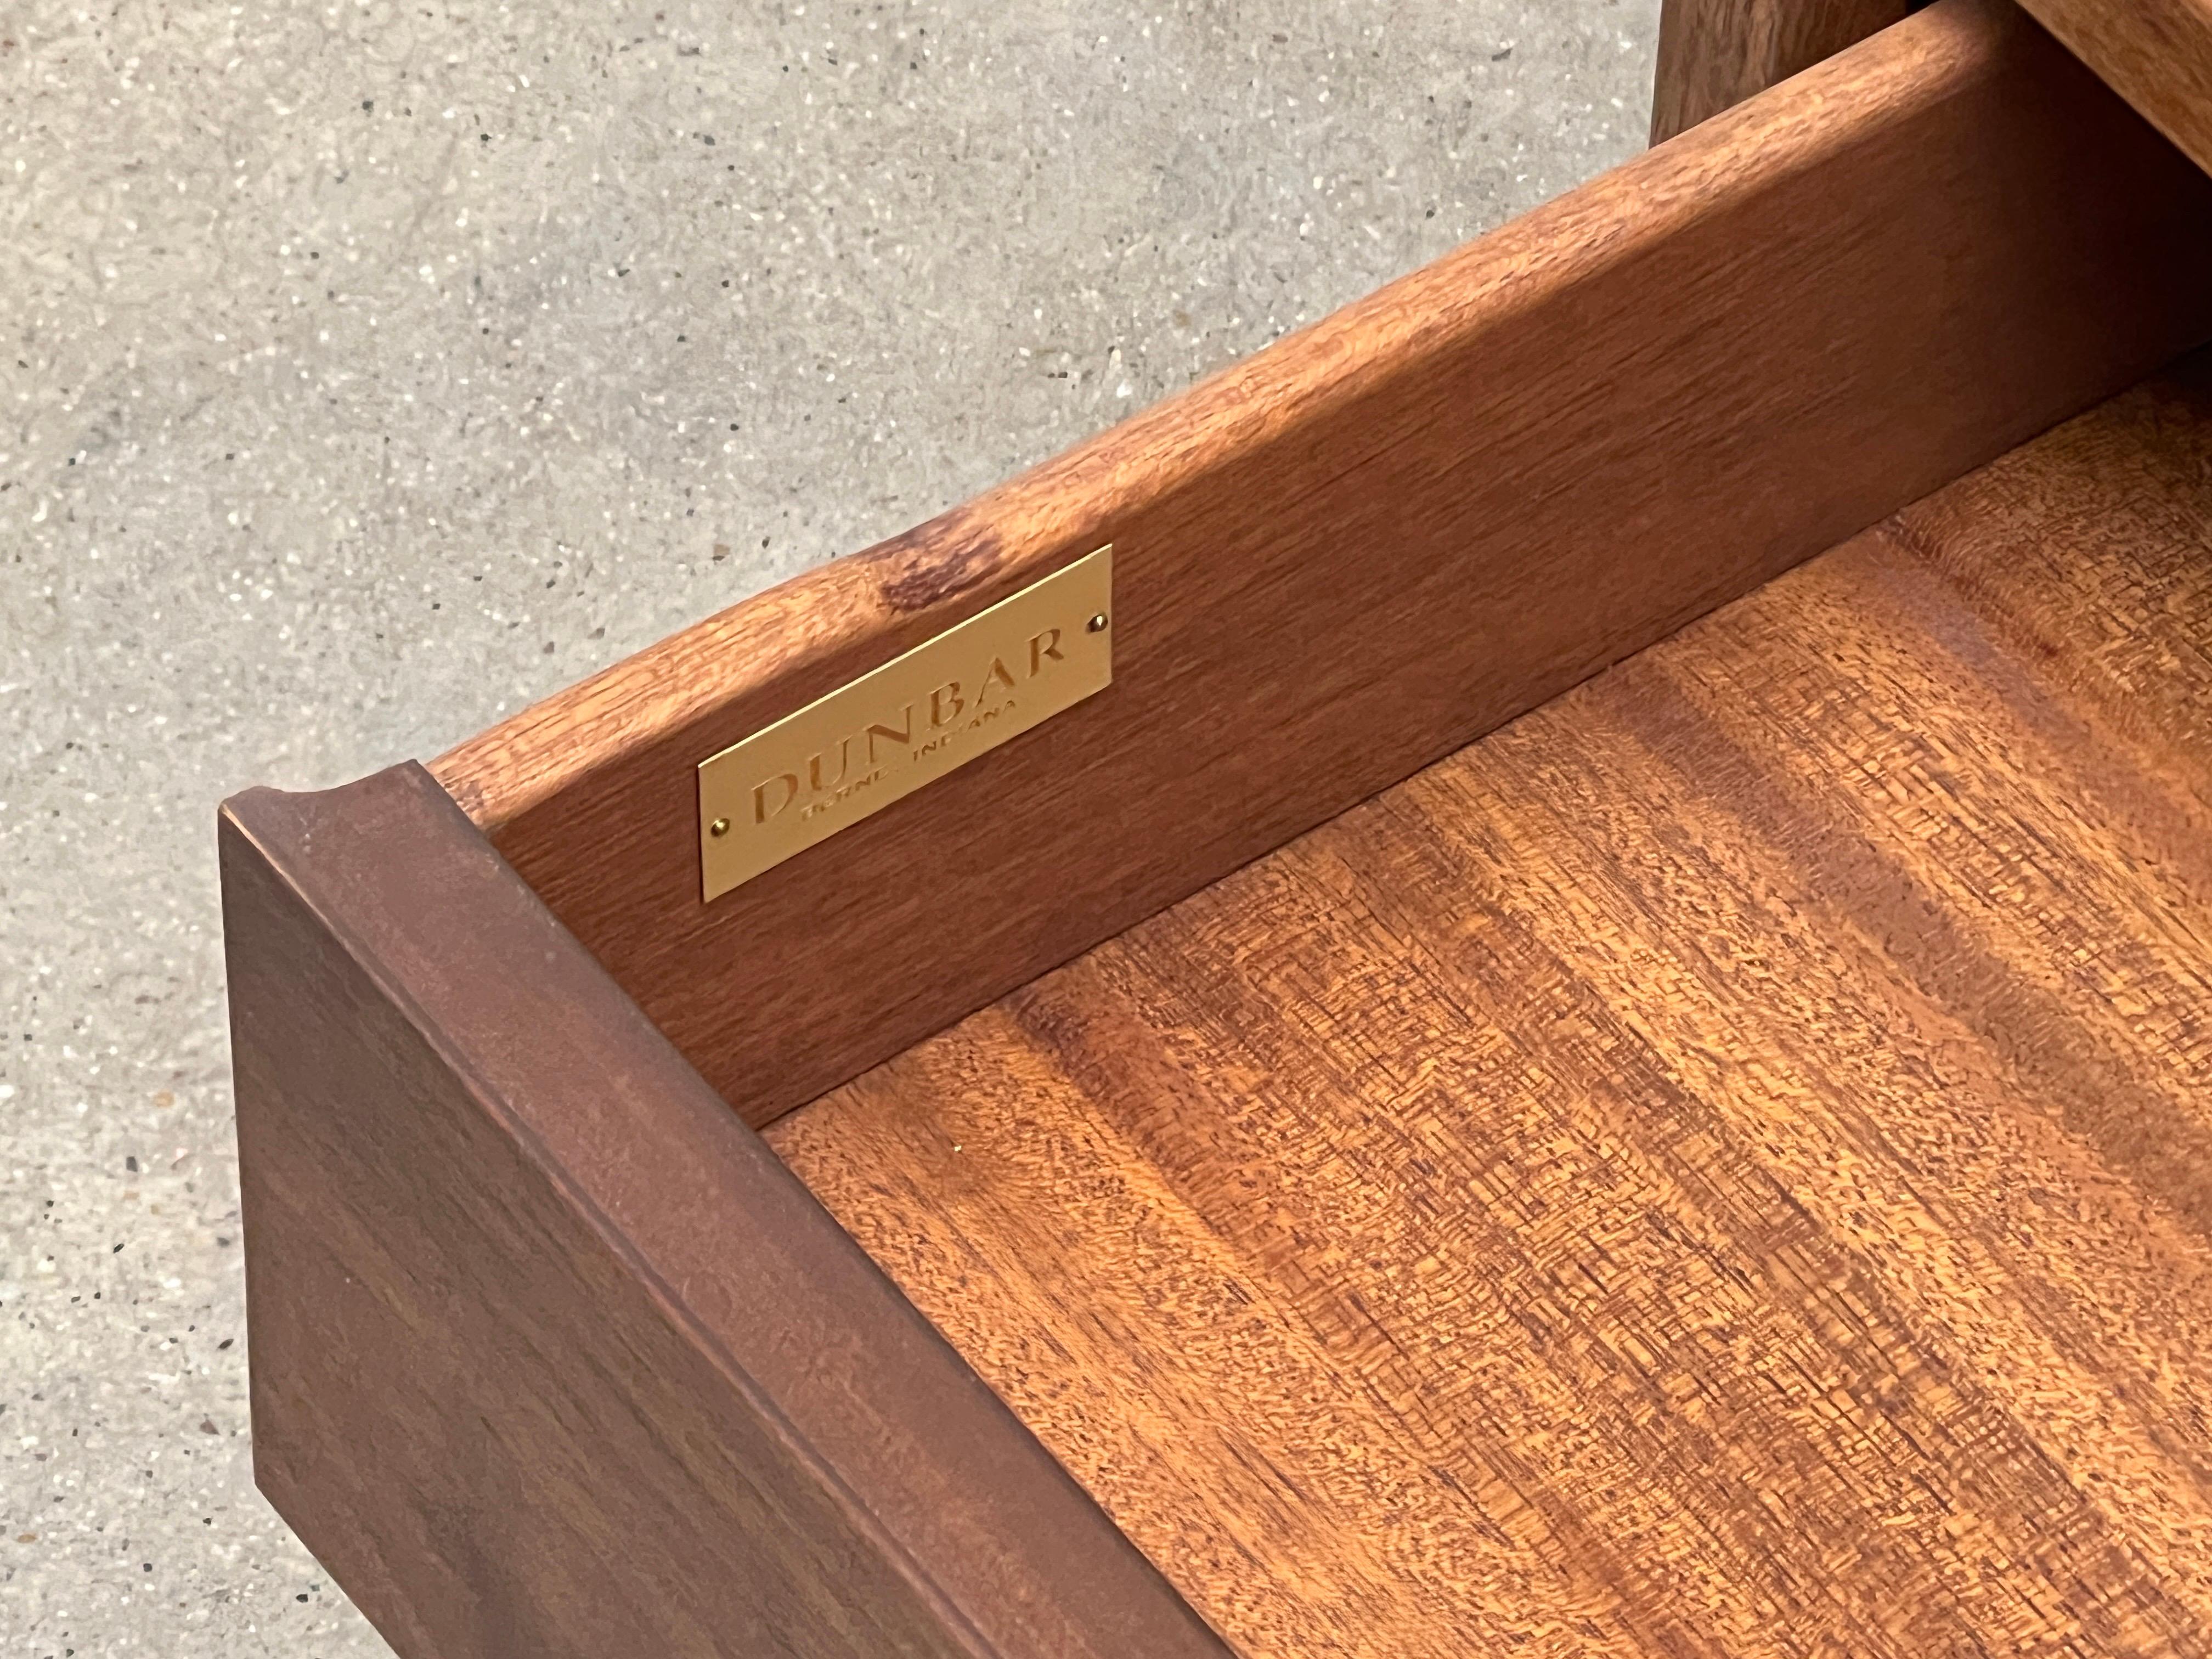 DUNBAR
BERNE, INDIANA